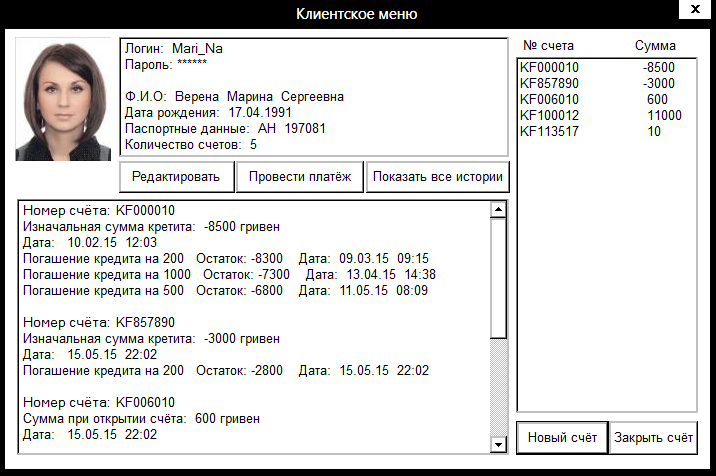 Клиентское меню
x
Логин: Mari_Na
Пароль: ******
Ф.И.О: Верена Марина Сергеевна
Дата рождения: 17.04.1991
Паспортные данные: АН 197081
Количество счетов: 5
Редактировать
Провести платёж
Показать все истории
Номер счёта: KF000010
Изначальная сумма кретита: -8500 гривен
Дата: 10.02.15 12:03
Погашение кредита на 200 Остаток: -8300 Дата: 09.03.15 09:15
Погашение кредита на 1000 Остаток: -7300 Дата: 13.04.15 14:38
Погашение кредита на 500 Остаток: -6800 Дата: 11.05.15 08:09
Номер счёта: KF857890
Изначальная сумма кретита: -3000 гривен
Дата: 15.05.15 22:02
Погашение кредита на 200 Остаток: -2800 Дата: 15.05.15 22:02
Номер счёта: KF006010
Сумма при открытии счёта: 600 гривен
Дата: 15.05.15 22:02
№ счета Сумма
KF000010 -8500
KF857890 -3000
KF006010 600
KF100012 11000
KF113517 10
Новый счёт
Закрыть счёт